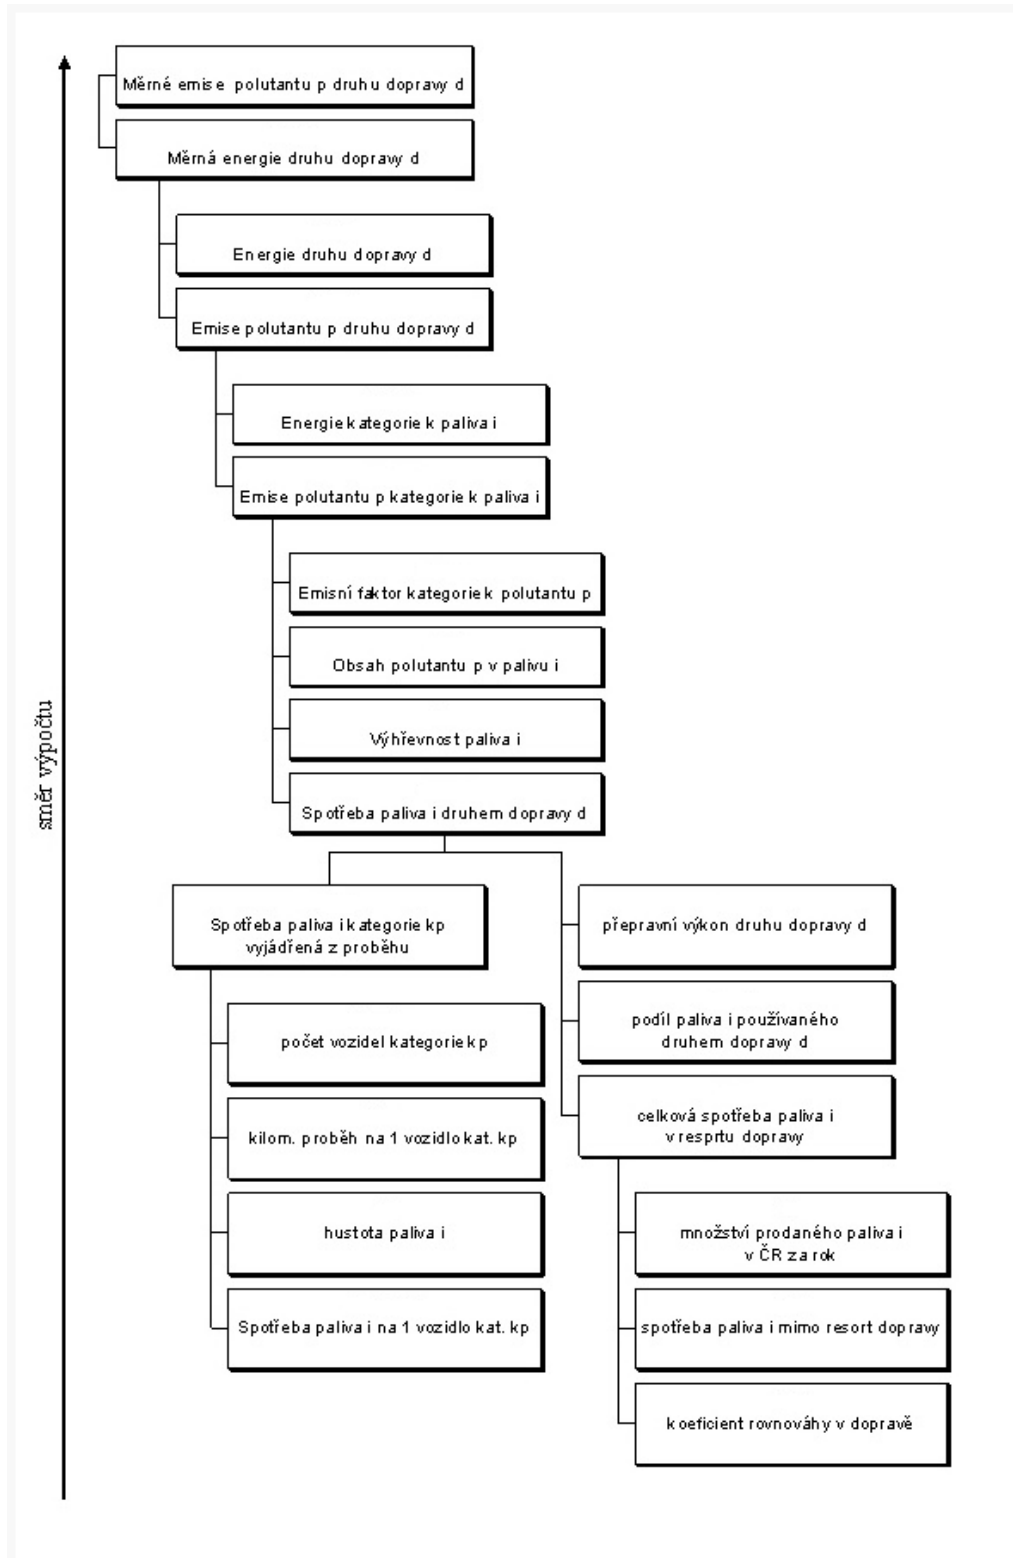 Měrné emise polutantu p druhu dopravy d
Měrná energie druhu dopravy d
Energie druhu dopravy d
Emise polutantu p druhu dopravy d
Energie kategorie k paliva i
Emise polutantu p kategorie k paliva i
Emisní faktor kategorie k polutantu p
Obsah polutantu p v palivu i
Výhřevnost paliva i
směr výpočtu
Spotřeba paliva i druhem dopravy d
Spotřeba paliva i kategorie kp
vyjádřená z proběhu
počet vozidel kategorie kp
kilom. proběh na 1 vozidlo kat. kp
hustota paliva i
Spotřeba paliva i na 1 vozidlo kat. kp
přepravní výkon druhu dopravy d
podíl paliva i používaného
druhem dopravy d
celková spotřeba paliva i
v resprtu dopravy
množství prodaného paliva i
v ČR za rok
spotřeba paliva i mimo resort dopravy
koeficient rovnováhy v dopravě